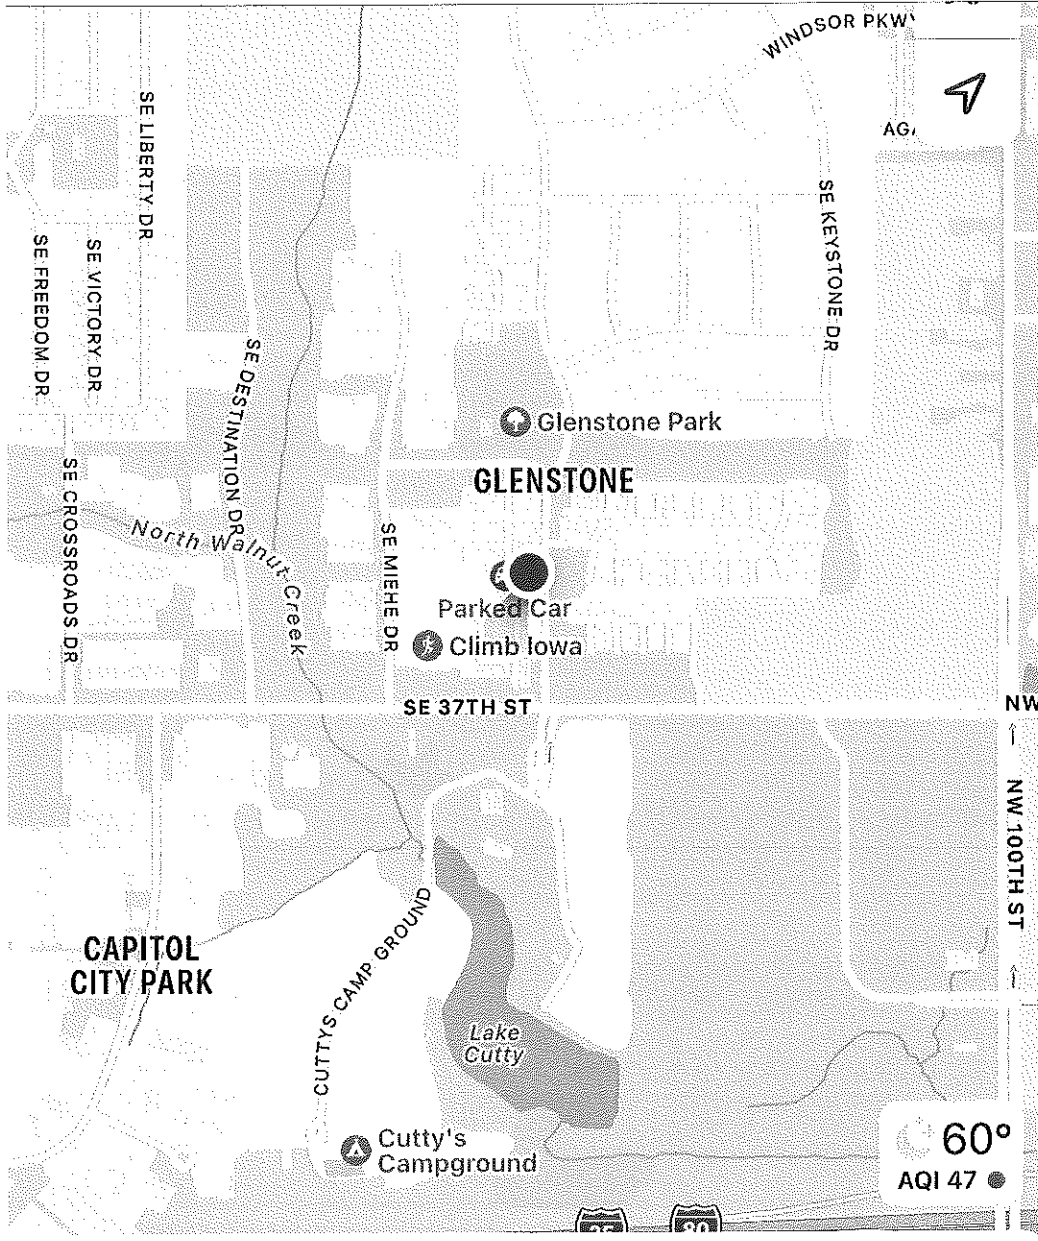 WINDSOR PKWY
AGA
SE LIBERTY DR
SE KEYSTONE DR
SE FREEDOM DR
SE VICTORY DR
SE DESTINATION DR
Glenstone Park
GLENSTONE
SE CROSSROADS DR
North Walnut Creek
SE MIEHE DR
Parked Car
Climb Iowa
SE 37TH ST
NW
NW 100TH ST
CAPITOL
CITY PARK
CUTTYS CAMP GROUND
Lake
Cutty
Cutty's
Campground
60°
AQI 47
35
80